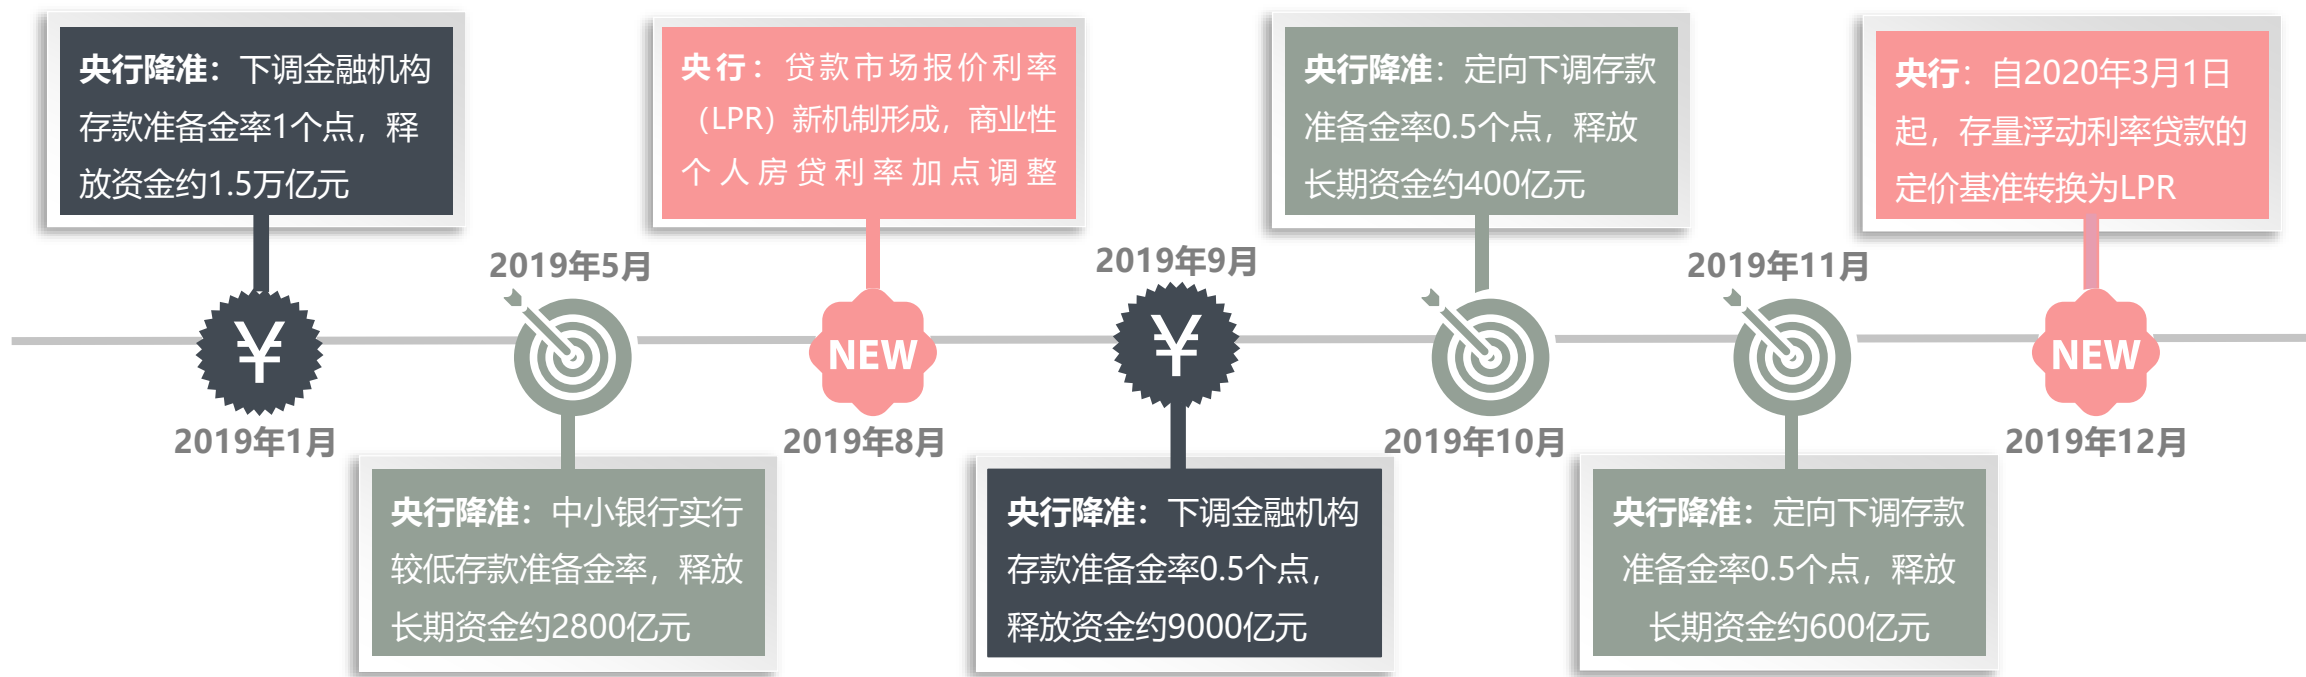 央行降准：下调金融机构
存款准备金率1个点，释
放资金约1.5万亿元
¥
2019年1月
2019年5月
央行降准：中小银行实行
较低存款准备金率，释放
长期资金约2800亿元
央行：贷款市场报价利率
（LPR）新机制形成，商业性
个人房贷利率加点调整
NEW
2019年8月
2019年9月
¥
央行降准：下调金融机构
存款准备金率0.5个点，
释放资金约9000亿元
央行降准：定向下调存款
准备金率0.5个点，释放
长期资金约400亿元
2019年10月
2019年11月
央行降准：定向下调存款
准备金率0.5个点，释放
长期资金约600亿元
央行：自2020年3月1日
起，存量浮动利率贷款的
定价基准转换为LPR
NEW
2019年12月